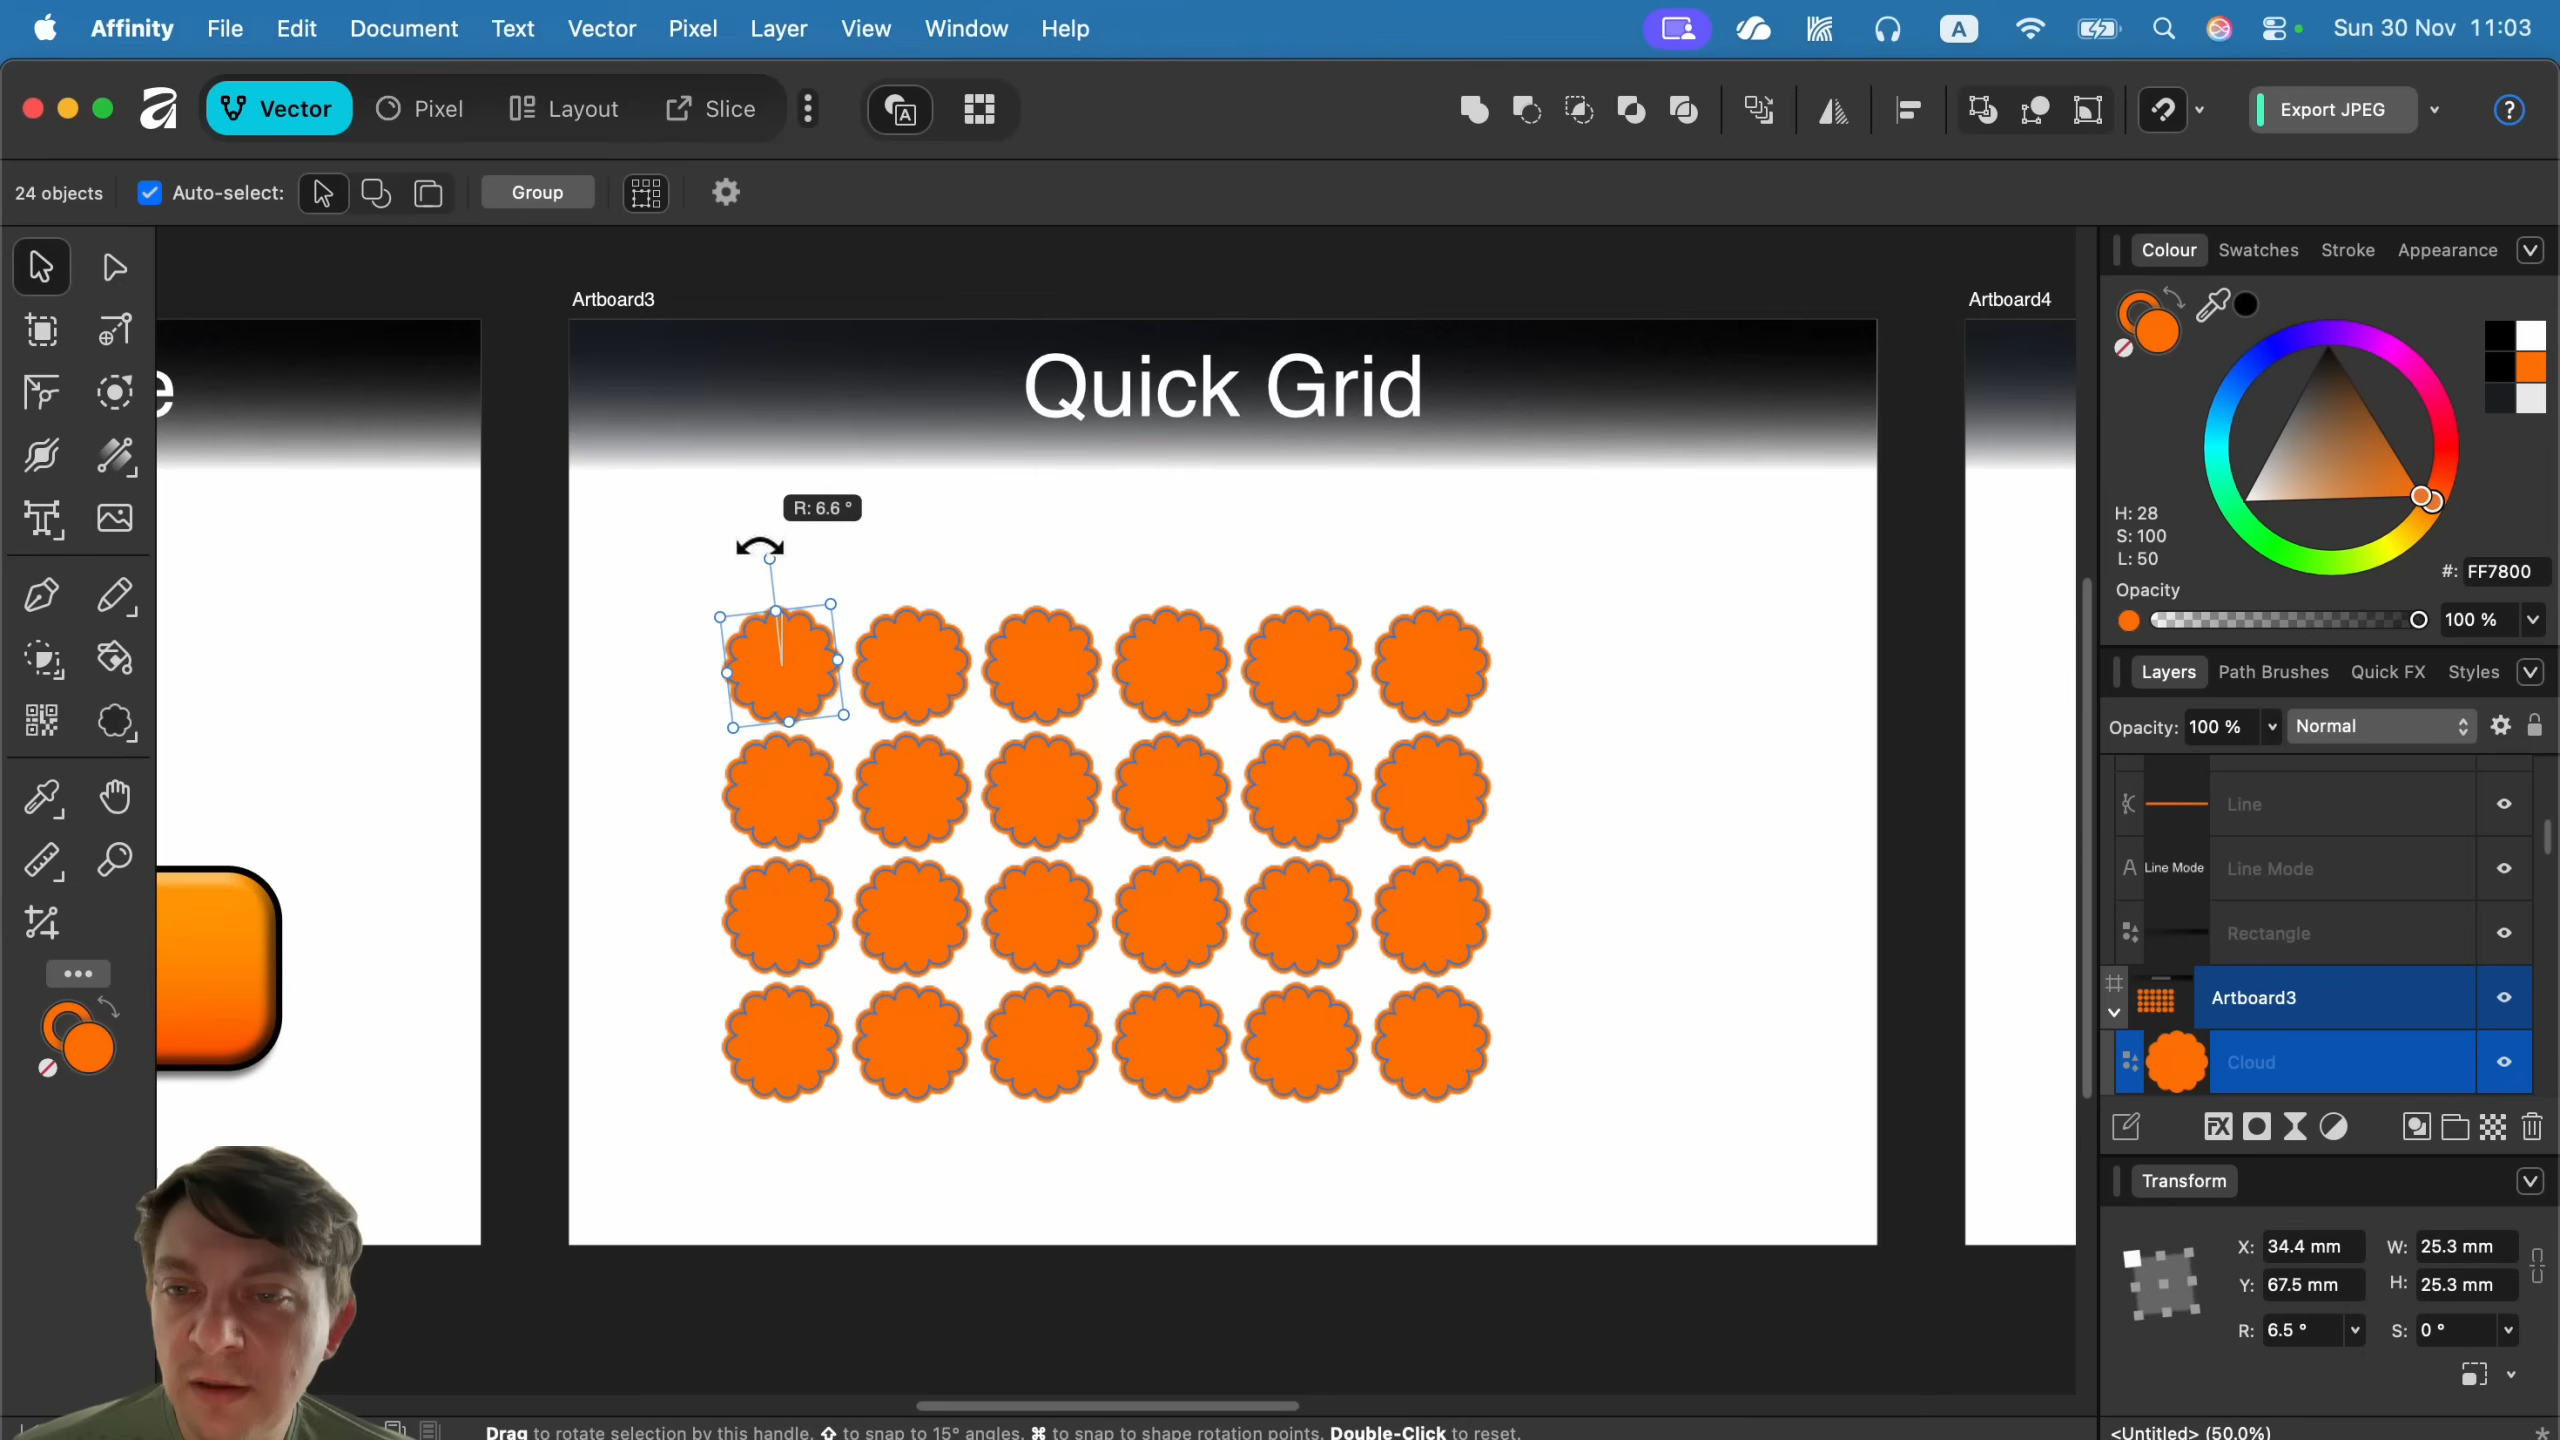 Affinity File Edit Document Text Vector Pixel Layer View Window Help A Sun 30 Nov 11:03
Vector Pixel Layout Slice A Export JPEG ?
24 objects Auto-select: Group
Colour Swatches Stroke Appearance
Artboard3 Artboard4
e Quick Grid
R: 6.6 °
H: 28
S: 100
L: 50
#: FF7800
Opacity
100 %
Layers Path Brushes Quick FX Styles
Opacity: 100 % Normal
Line
A Line Mode Line Mode
Rectangle
Artboard3
Cloud
FX
Transform
X: 34.4 mm W: 25.3 mm
Y: 67.5 mm H: 25.3 mm
R: 6.5 ° S: 0 °
Drag to rotate selection by this handle. ⇧ to snap to 15° angles. ⌘ to snap to shape rotation points. Double-Click to reset.
<Untitled> (50.0%) *